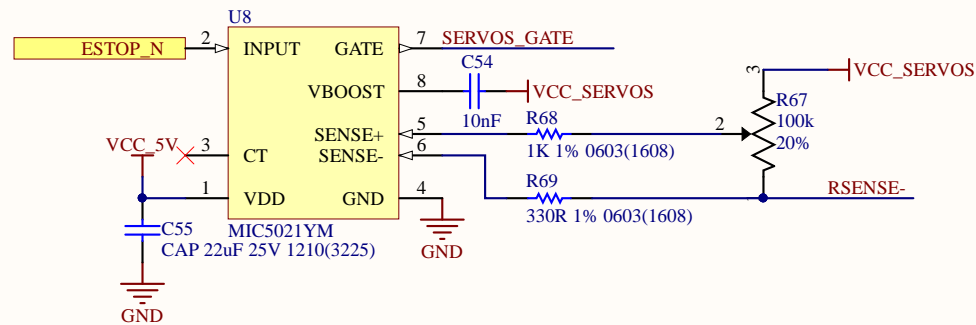 U8
ESTOP_N
2
INPUT
GATE
7
SERVOS_GATE
C54
VBOOST
8
VCC_SERVOS
10nF
3
VCC_SERVOS
R67
100k
20%
R68
SENSE+
5
2
1K 1% 0603(1608)
VCC_5V
3
CT
SENSE-
6
R69
RSENSE-
1
VDD
GND
4
330R 1% 0603(1608)
C55
MIC5021YM
CAP 22uF 25V 1210(3225)
GND
GND